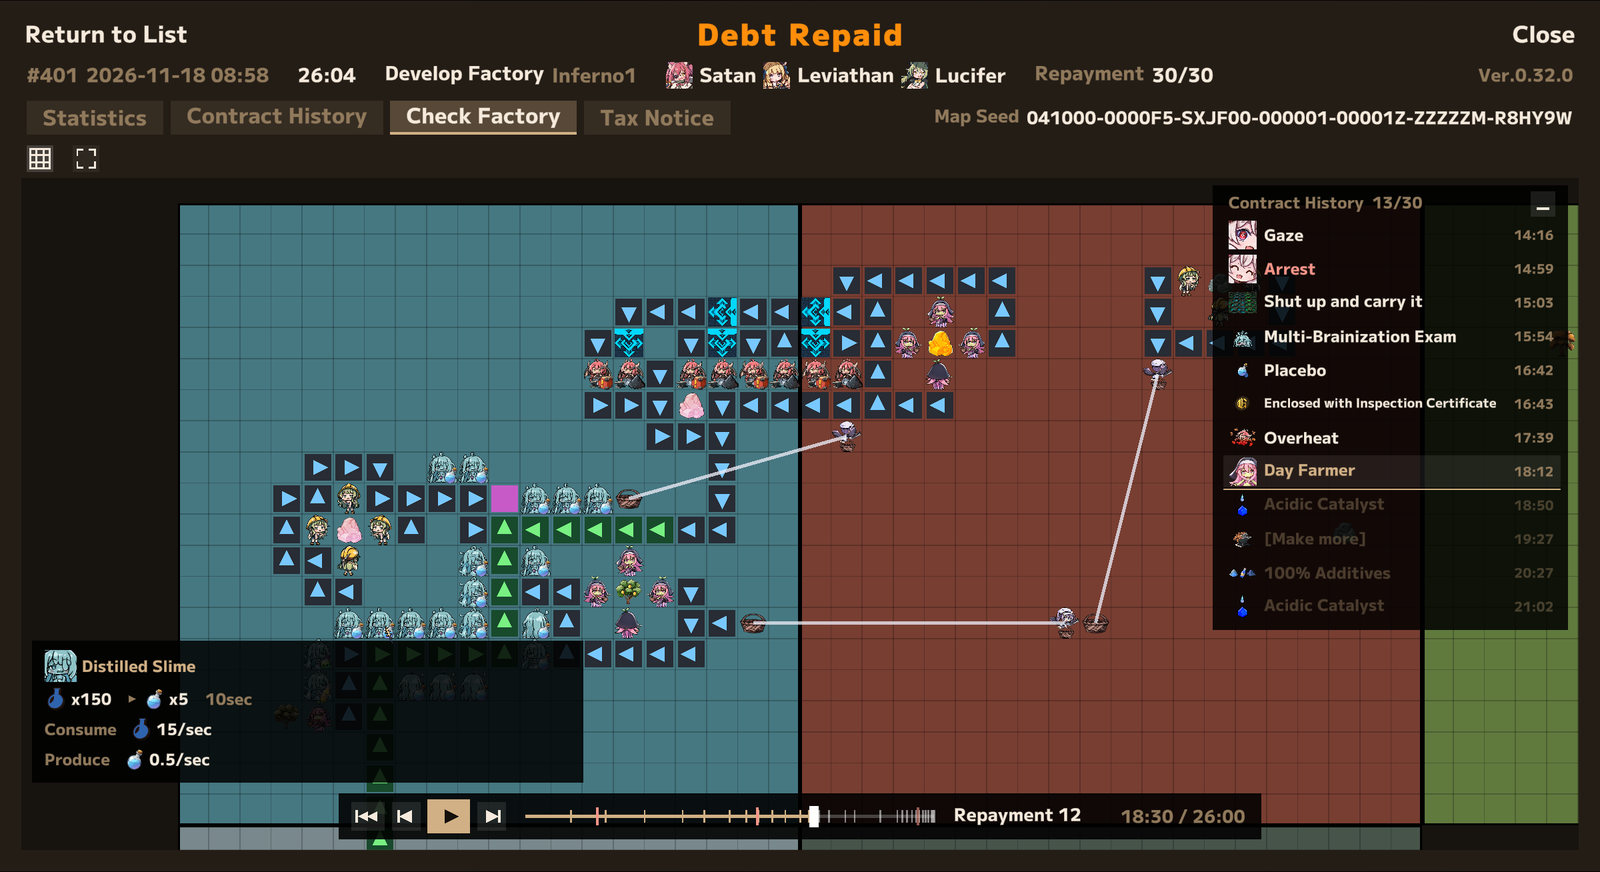 Return to List
Debt Repaid
Close
#401 2026-11-18 08:58 26:04 Develop Factory Inferno1 Satan Leviathan Lucifer Repayment 30/30 Ver.0.32.0
Statistics Contract History Check Factory Tax Notice Map Seed 041000-0000F5-SXJF00-000001-00001Z-ZZZZZM-R8HY9W
Contract History 13/30
Gaze 14:16
Arrest 14:59
Shut up and carry it 15:03
Multi-Brainization Exam 15:54
Placebo 16:42
Enclosed with Inspection Certificate 16:43
Overheat 17:39
Day Farmer 18:12
Acidic Catalyst 18:50
[Make more] 19:27
100% Additives 20:27
Acidic Catalyst 21:02
Distilled Slime
x150 x5 10sec
Consume 15/sec
Produce 0.5/sec
Repayment 12 18:30 / 26:00